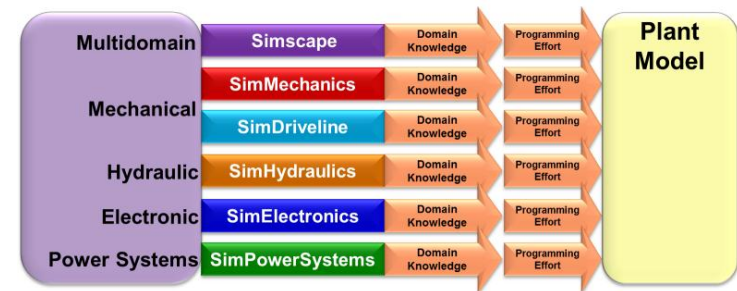 Multidomain Simscape Domain Knowledge Programming Effort Plant Model
Mechanical SimMechanics Domain Knowledge Programming Effort
SimDriveline Domain Knowledge Programming Effort
Hydraulic SimHydraulics Domain Knowledge Programming Effort
Electronic SimElectronics Domain Knowledge Programming Effort
Power Systems SimPowerSystems Domain Knowledge Programming Effort